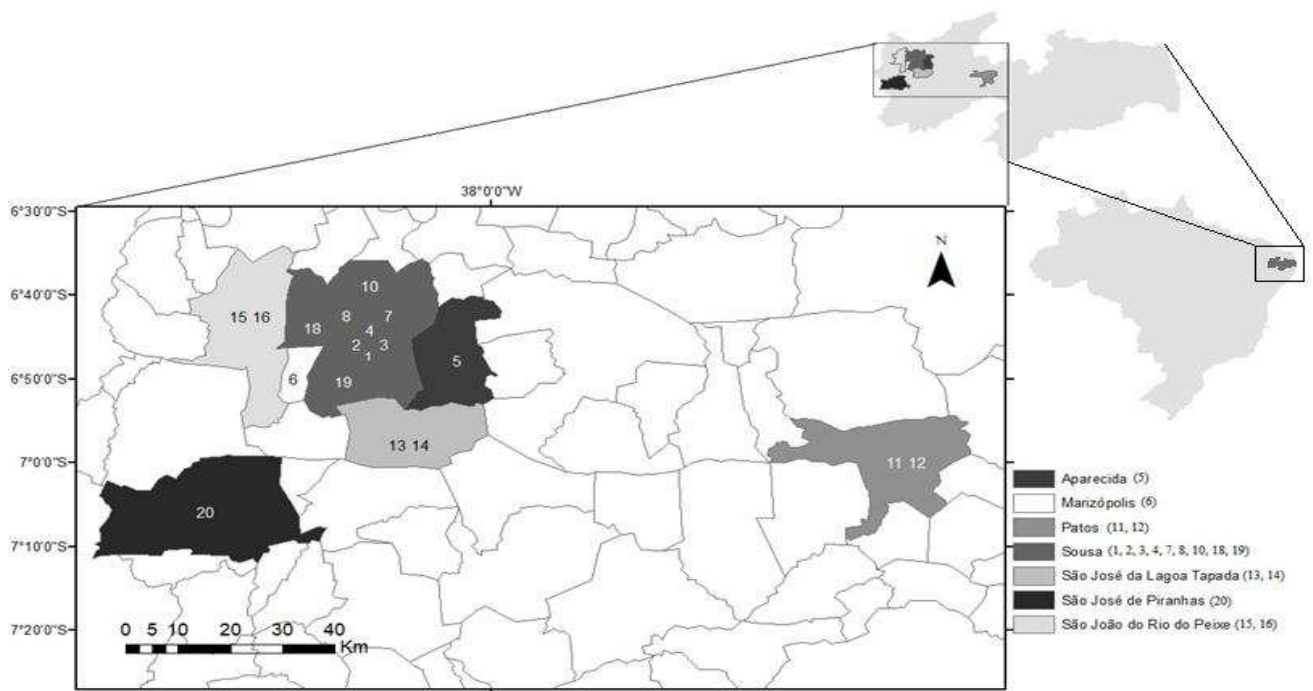 38°0'0"W
6°30'0"S
N
6°40'0"S
10
15 16
8 7
18
4
2 3
1
5
6°50'0"S
6
19
7°0'0"S
13 14
11 12
Aparecida (5)
Marizópolis (6)
Patos (11, 12)
Sousa (1, 2, 3, 4, 7, 8, 10, 18, 19)
São José da Lagoa Tapada (13, 14)
São José de Piranhas (20)
São João do Rio do Peixe (15, 16)
20
7°10'0"S
7°20'0"S
0 5 10 20 30 40
Km